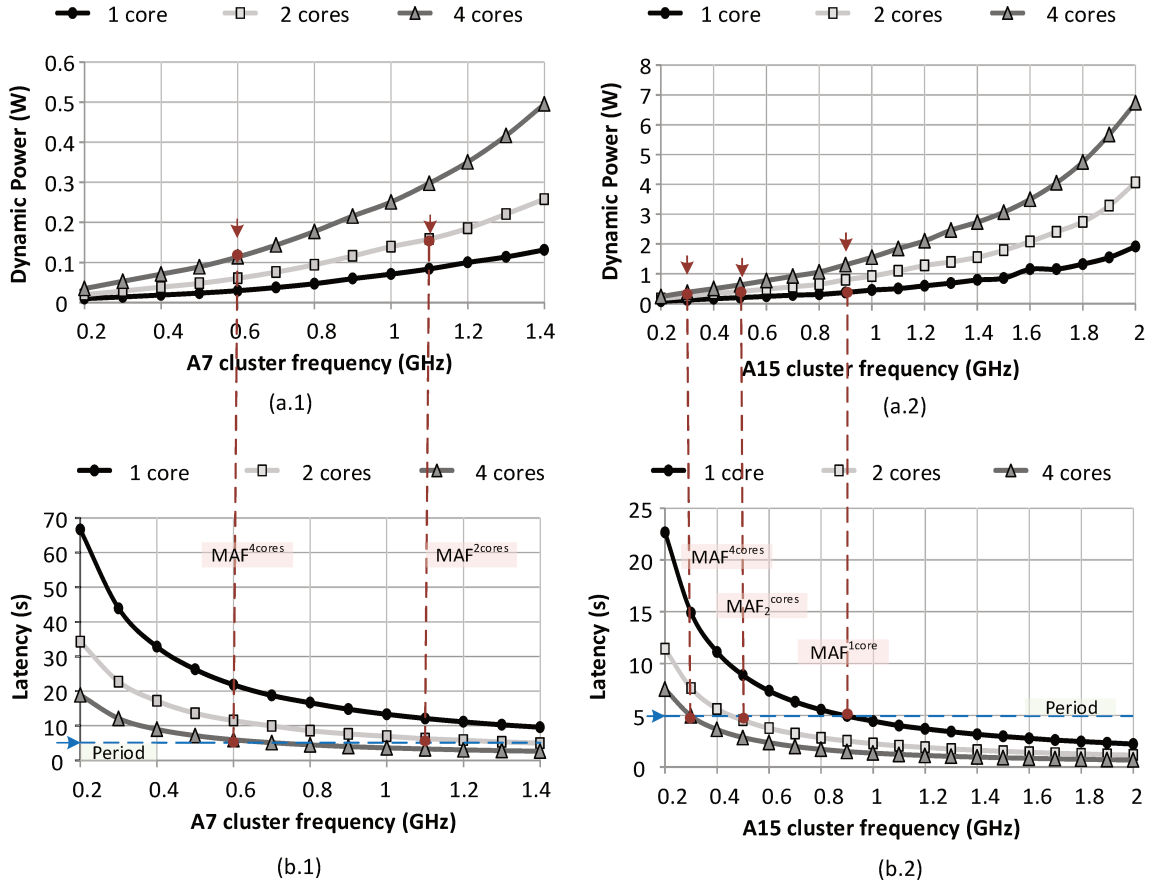 1 core 2 cores 4 cores
Dynamic Power (W)
0.6
0.5
0.4
0.3
0.2
0.1
0
0.2 0.4 0.6 0.8 1 1.2 1.4
A7 cluster frequency (GHz)
(a.1)
1 core 2 cores 4 cores
Dynamic Power (W)
8
7
6
5
4
3
2
1
0
0.2 0.4 0.6 0.8 1 1.2 1.4 1.6 1.8 2
A15 cluster frequency (GHz)
(a.2)
1 core 2 cores 4 cores
Latency (s)
70
60
50
40
30
20
10
0
MAF4cores
MAF2cores
Period
0.2 0.4 0.6 0.8 1 1.2 1.4
A7 cluster frequency (GHz)
(b.1)
1 core 2 cores 4 cores
Latency (s)
25
20
15
10
5
0
MAF4cores
MAF2cores
MAF1core
Period
0.2 0.4 0.6 0.8 1 1.2 1.4 1.6 1.8 2
A15 cluster frequency (GHz)
(b.2)